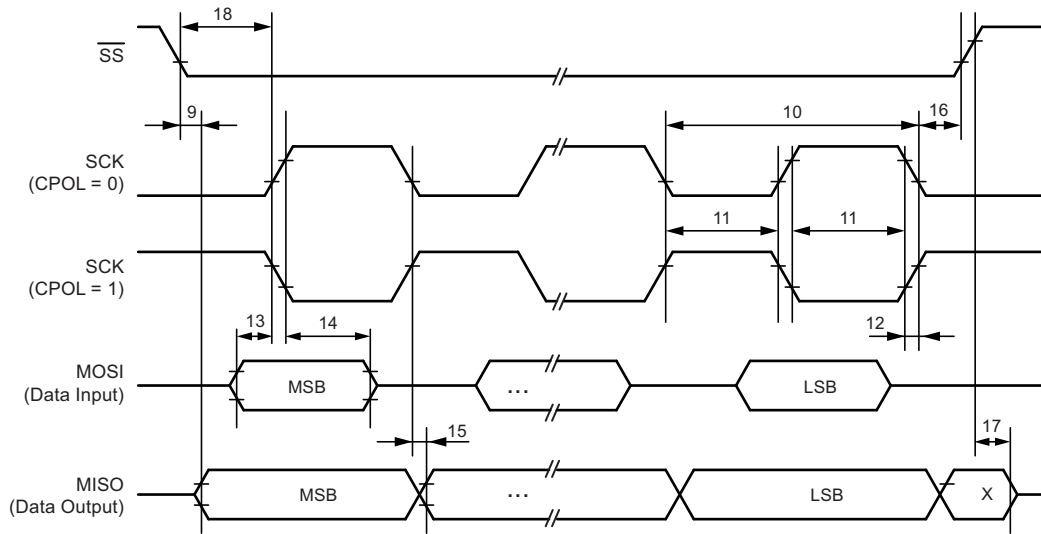 18
SS
9
10
16
SCK
(CPOL = 0)
11
11
SCK
(CPOL = 1)
13
14
12
MOSI
(Data Input)
MSB
...
LSB
15
17
MISO
(Data Output)
MSB
...
LSB
X